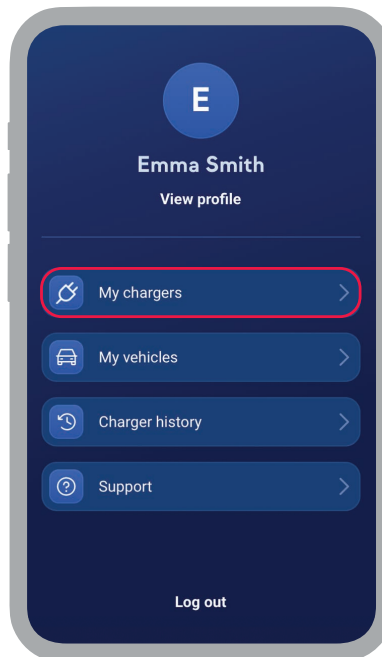 E
Emma Smith
View profile
My chargers
My vehicles
Charger history
Support
Log out